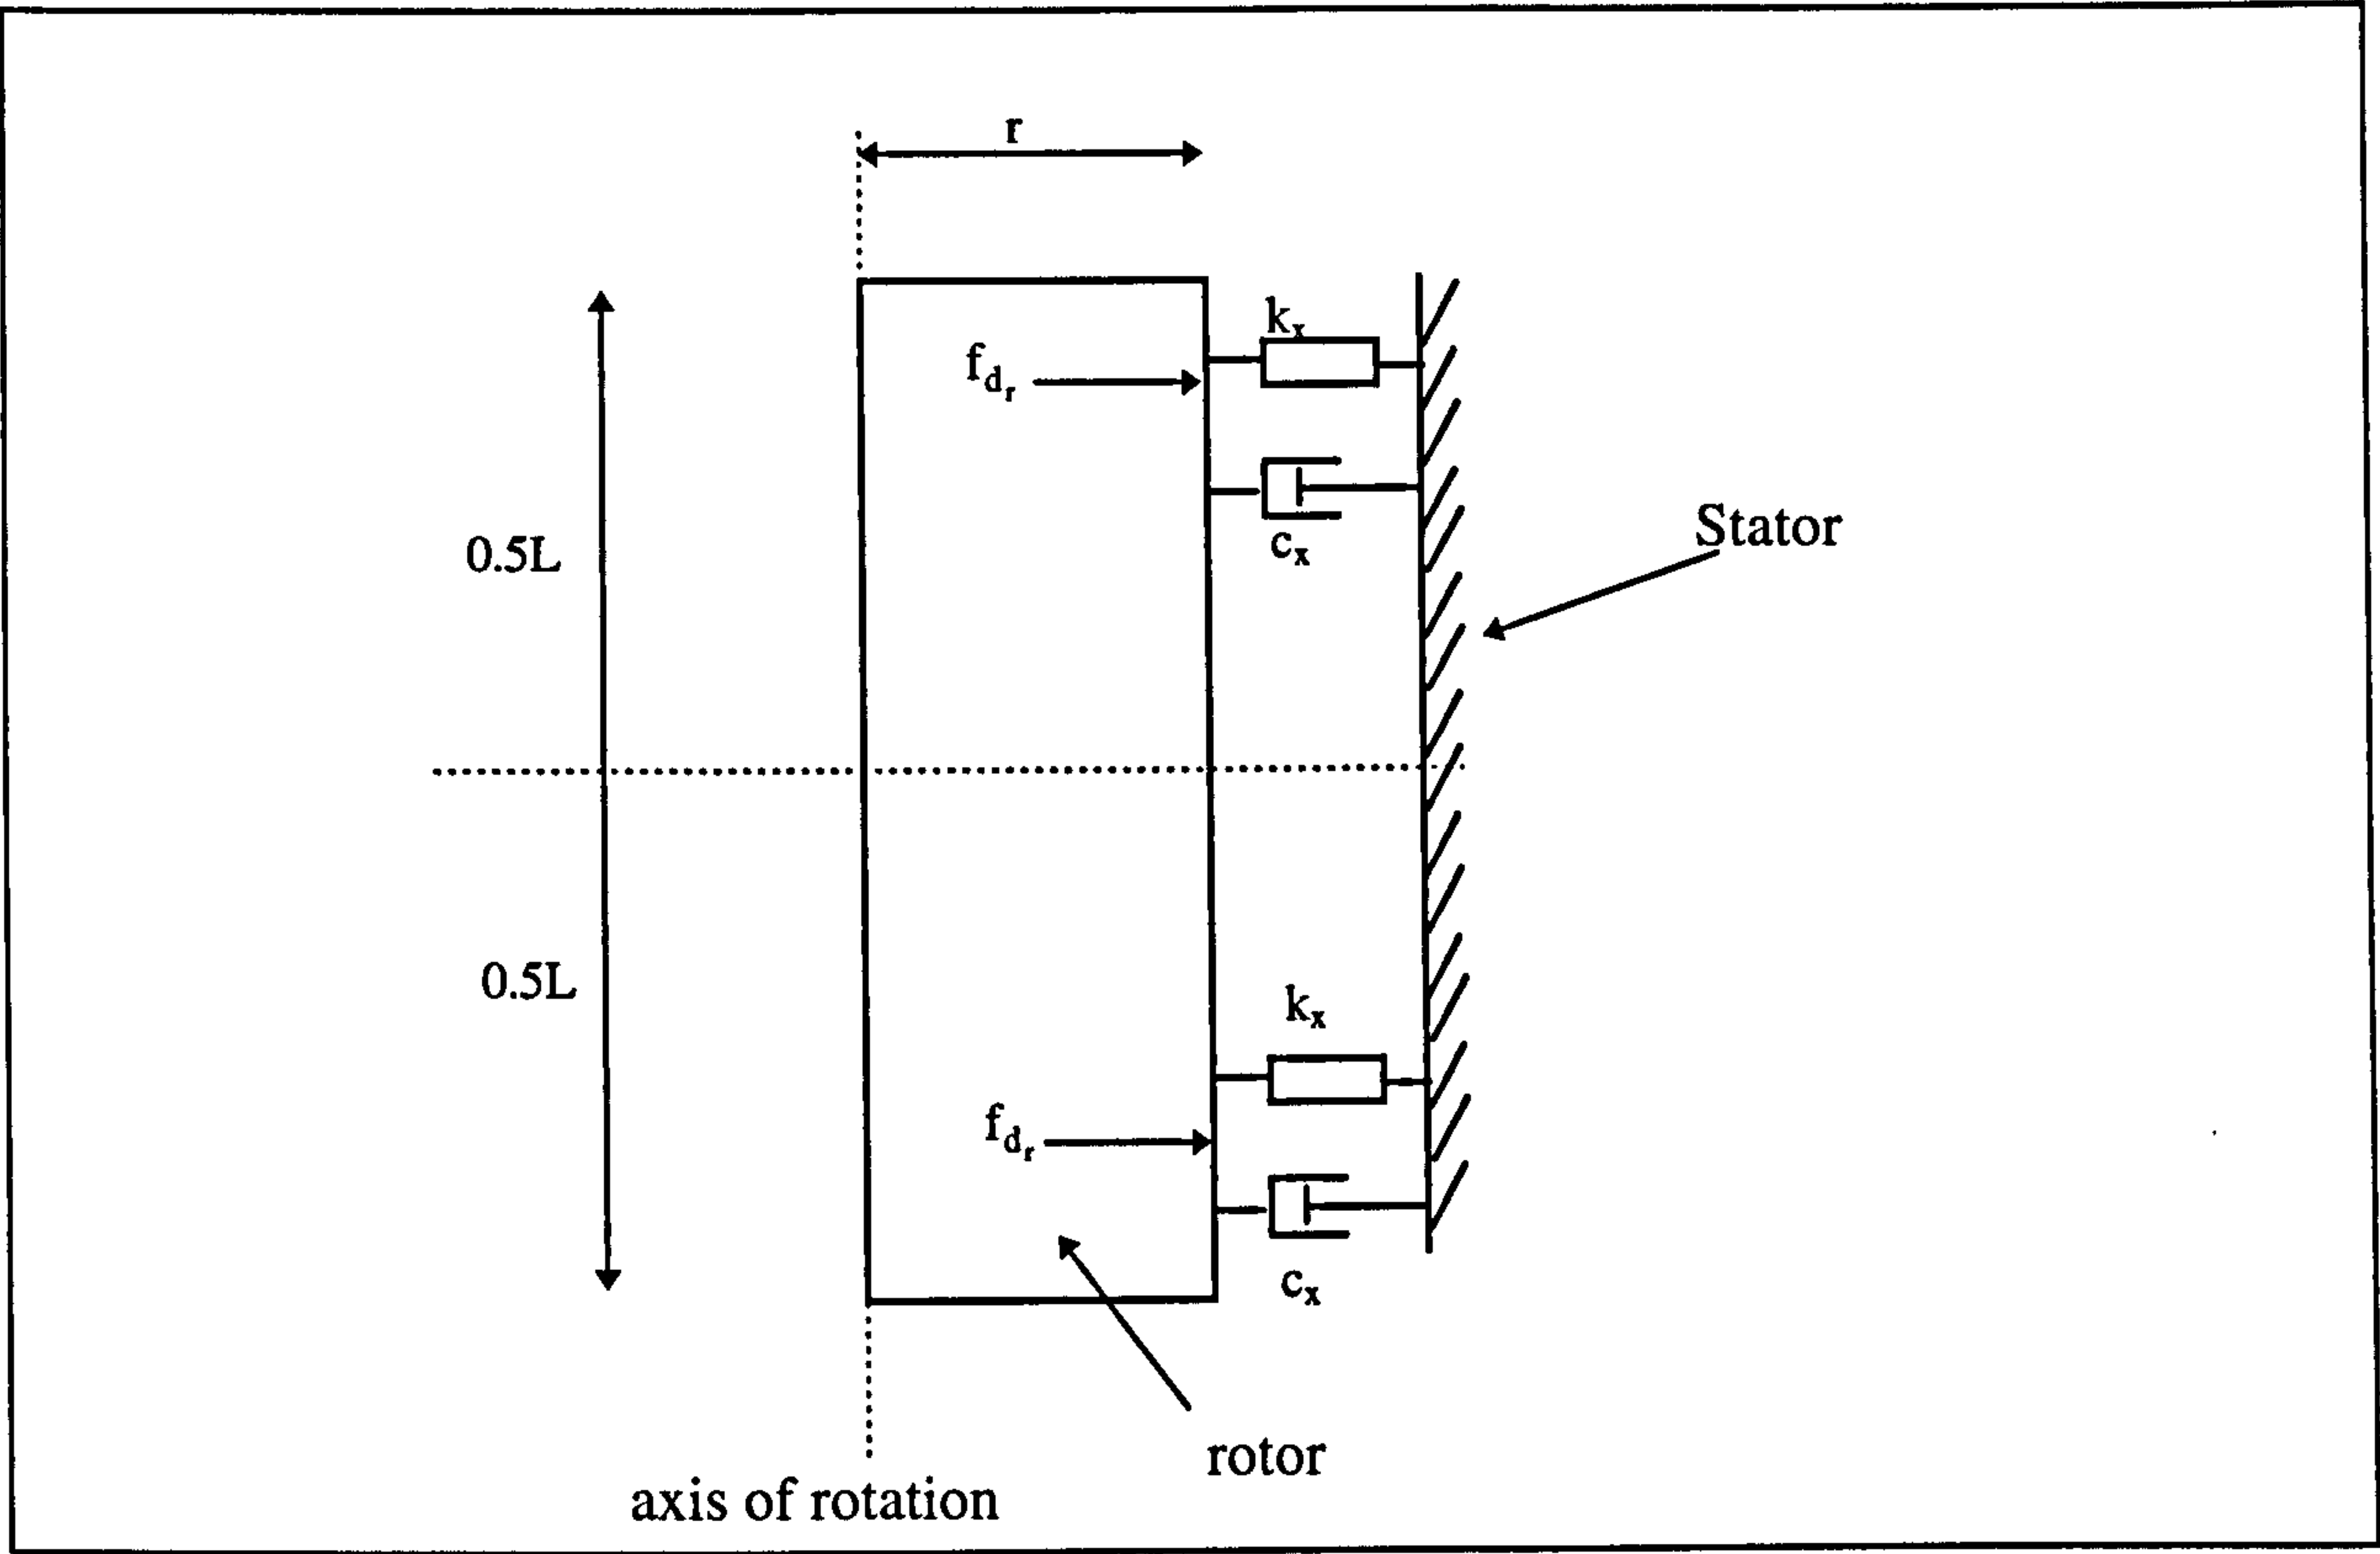 r
k_x
f_{d_r}
c_x
Stator
0.5L
0.5L
k_x
f_{d_r}
c_x
rotor
axis of rotation